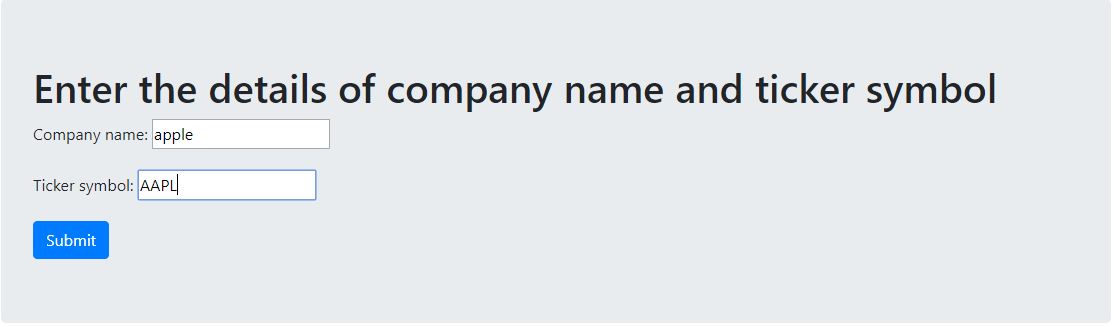 Enter the details of company name and ticker symbol
Company name: apple
Ticker symbol: AAPL
Submit